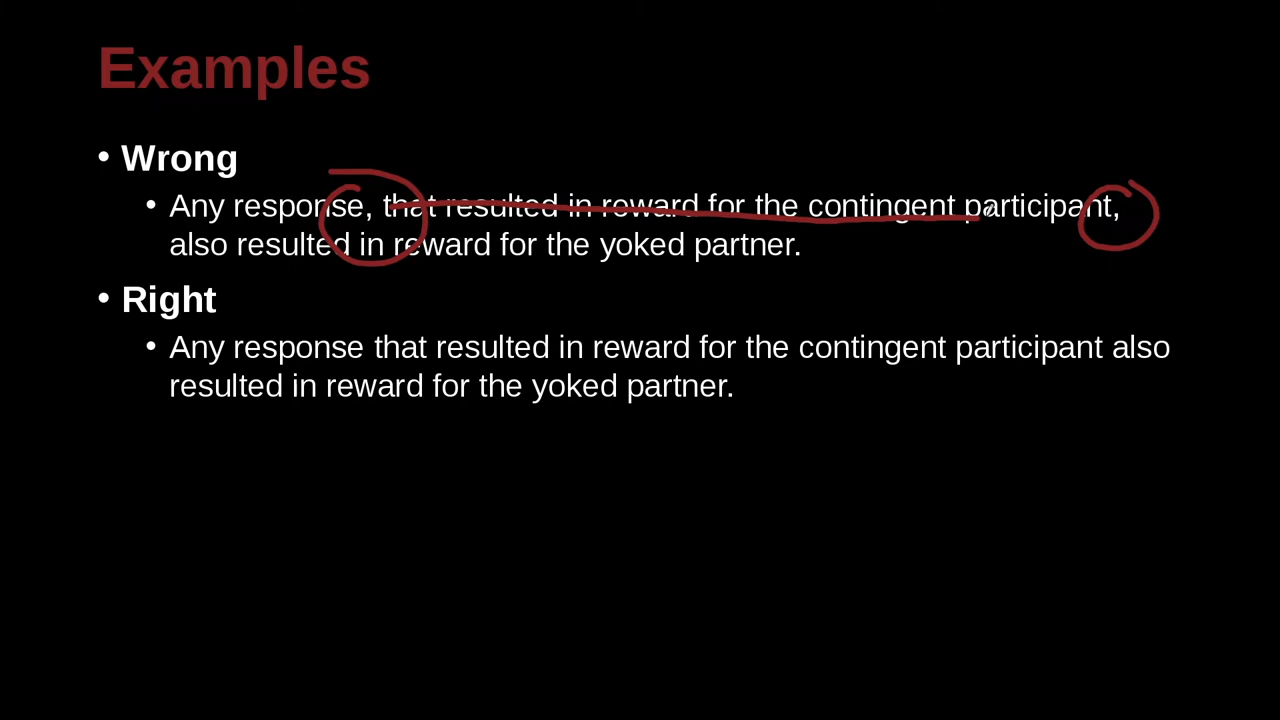 Examples
• Wrong
• Any response, that resulted in reward for the contingent participant,
also resulted in reward for the yoked partner.
• Right
• Any response that resulted in reward for the contingent participant also
resulted in reward for the yoked partner.